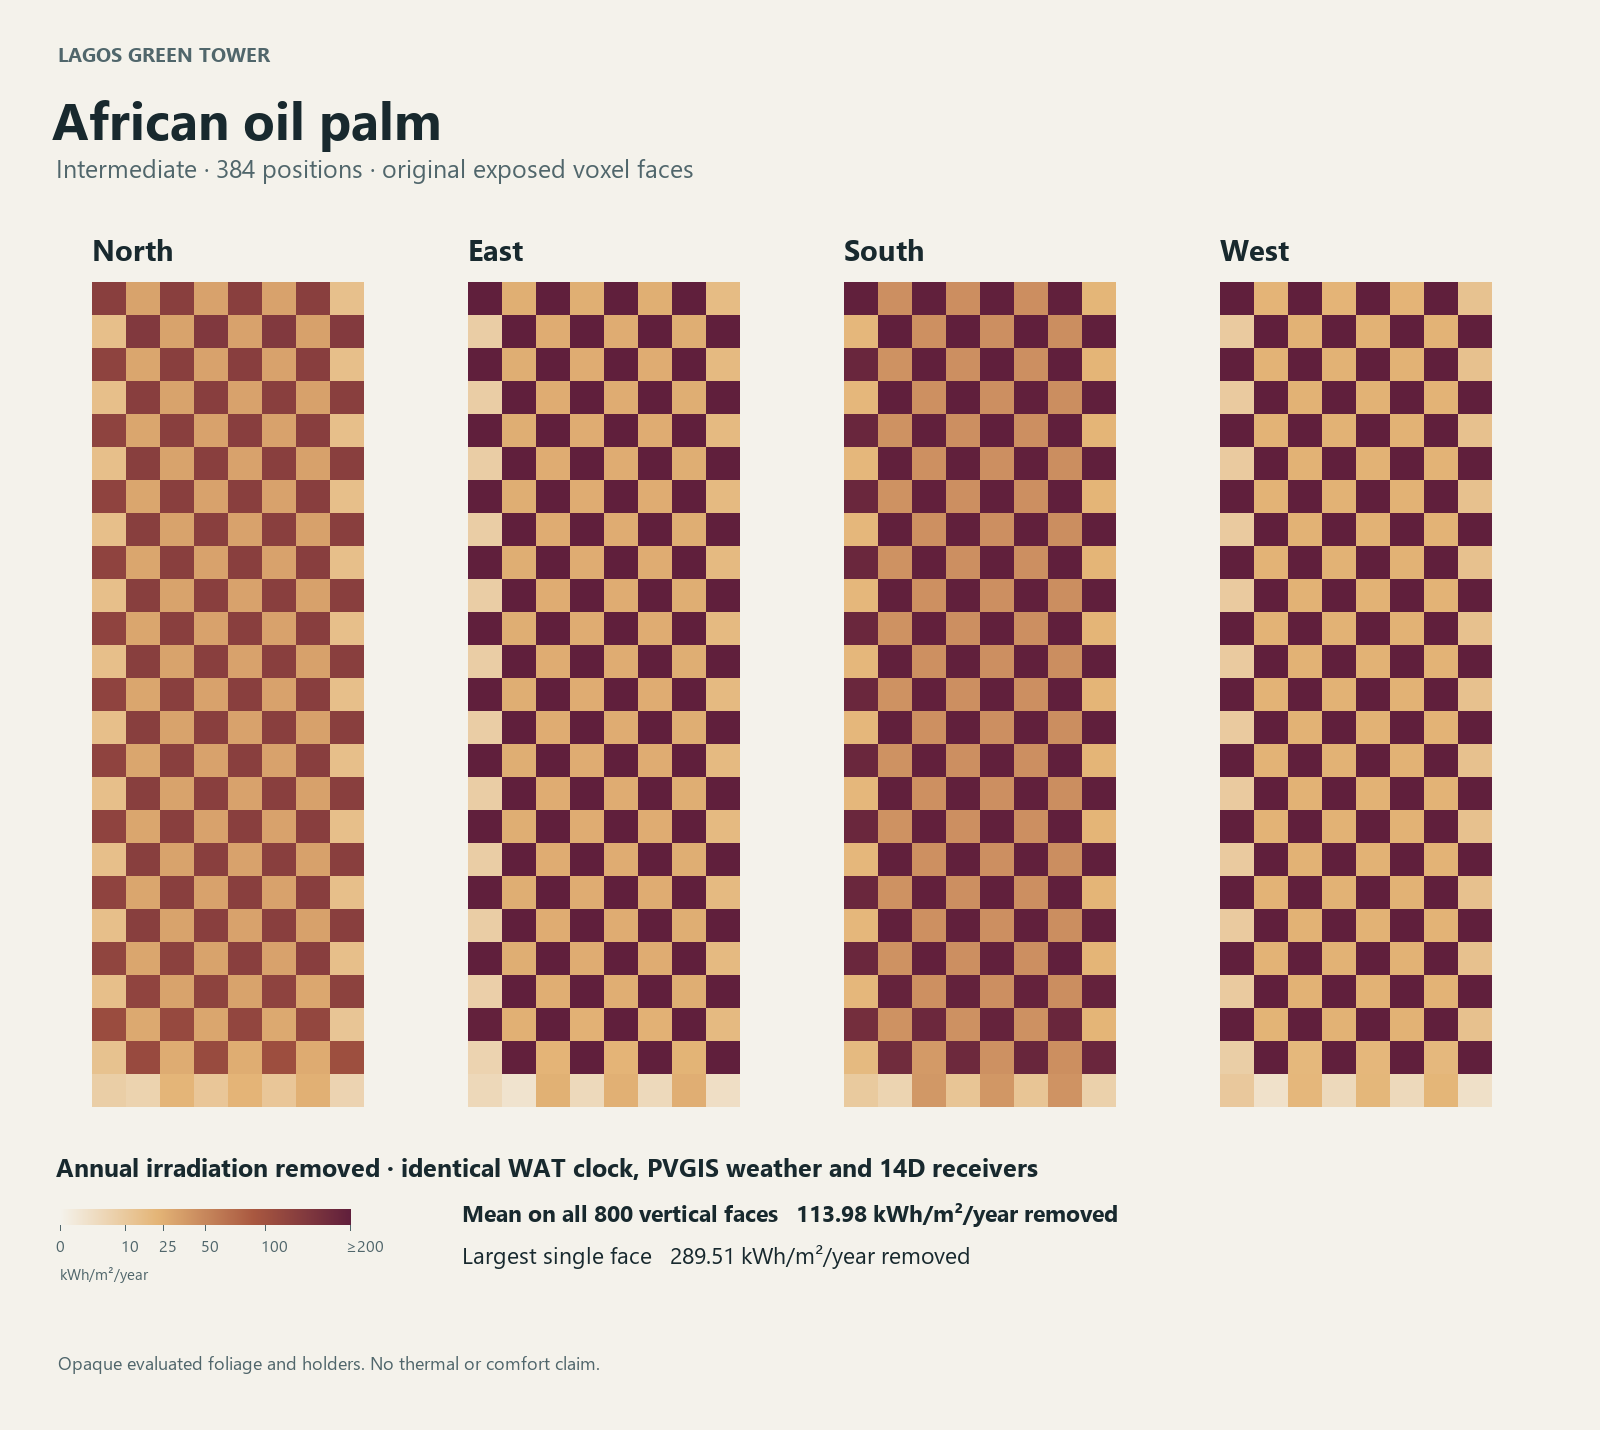 LAGOS GREEN TOWER
African oil palm
Intermediate · 384 positions · original exposed voxel faces
North East South West
Annual irradiation removed · identical WAT clock, PVGIS weather and 14D receivers
Mean on all 800 vertical faces 113.98 kWh/m²/year removed
0 10 25 50 100 ≥200
Largest single face 289.51 kWh/m²/year removed
kWh/m²/year
Opaque evaluated foliage and holders. No thermal or comfort claim.